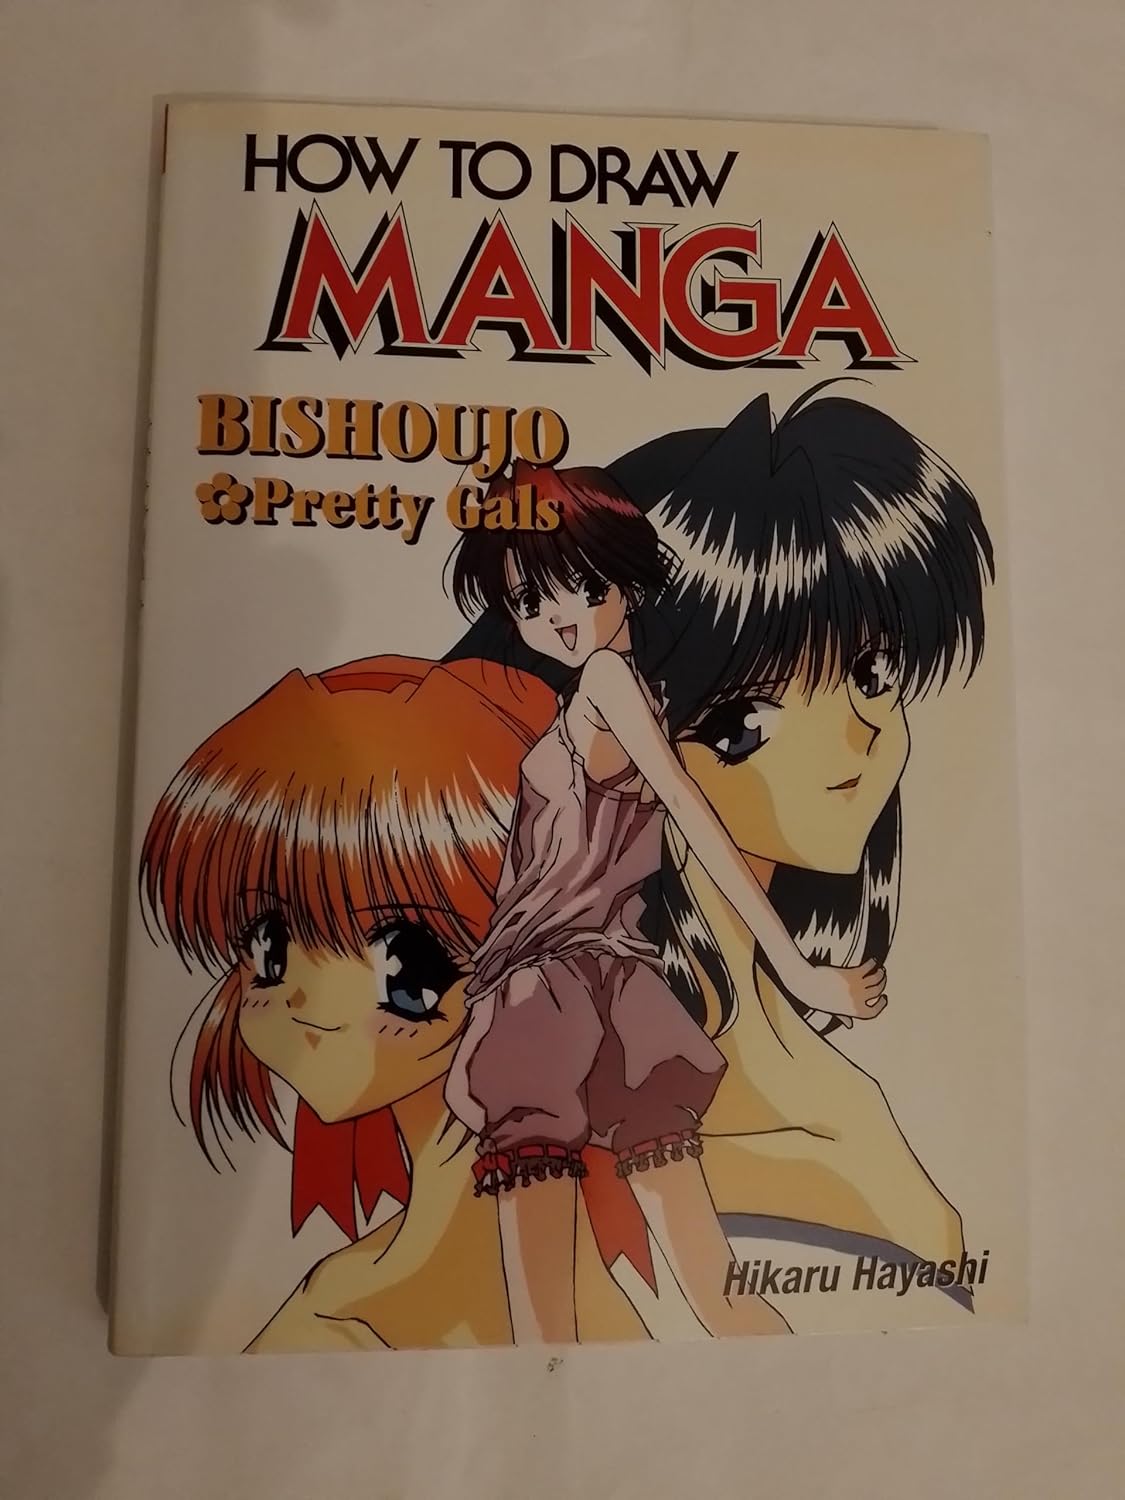 HOW TO DRAW
MANGA
BISHOUJO
Pretty Gals
Hikaru Hayashi